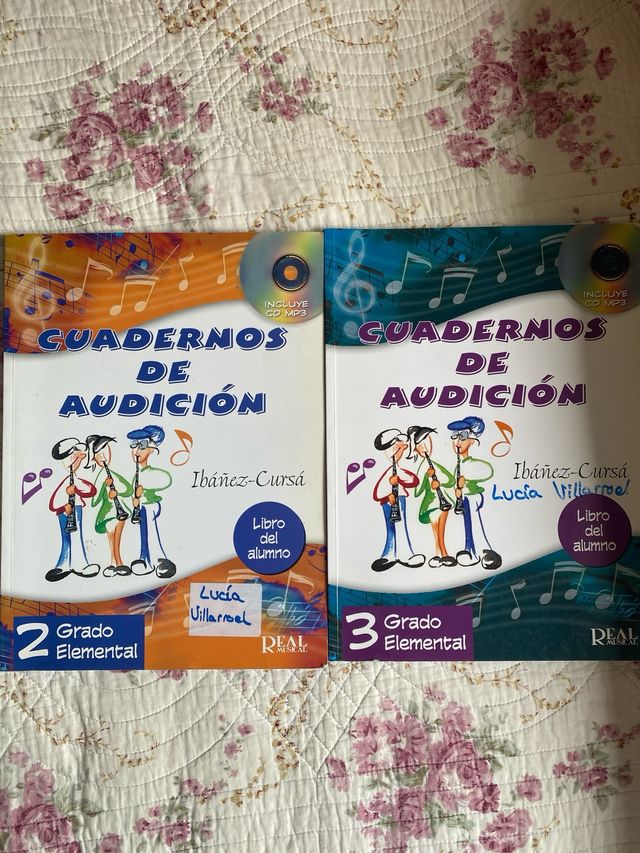 INCLUYE
CD MP3
CUADERNOS
DE
AUDICIÓN
Ibáñez-Cursá
Libro
del
alumno
Lucía
Villarroel
2 Grado
Elemental
REAL
MUSICAL
INCLUYE
CD MP3
CUADERNOS
DE
AUDICIÓN
Ibáñez-Cursá
Lucía Villarroel
Libro
del
alumno
3 Grado
Elemental
REAL
MUSICAL